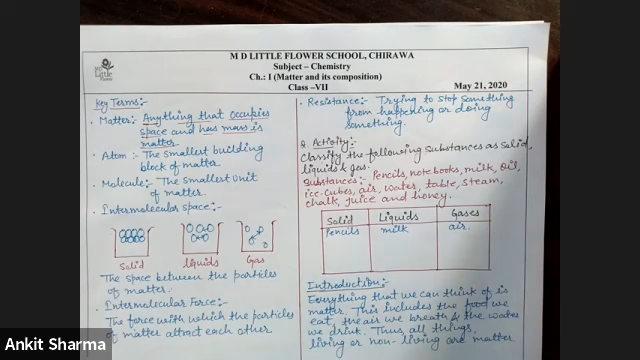 M D LITTLE FLOWER SCHOOL, CHIRAWA
Subject – Chemistry
Ch.: I (Matter and its composition)
Class –VII
May 21, 2020
M D
Little
Flower
Key Terms:-
• Matter:- Anything that occupies
space and has mass is
matter.
• Atom :- The smallest building
block of matter
• Molecule:- The smallest unit
of matter.
• Intermolecular space:-
Solid
liquids
Gas
The space between the particles
of matter.
• Intermolecular Force:-
The force with which the particles
of matter attract each other.
• Resistance:- Trying to stop something
from happening or doing
something.
Q. Activity:-
Classify the following Substances as Solid,
liquids & Gas.
Substances:- Pencils, note books, milk, Oil,
ice-cubes, air, water, table, steam,
chalk, juice and honey.
Solid Liquids Gases
Pencils milk air.
Introduction:-
Everything that we can think of is
matter. This includes the food we
eat, the air we breath & the water
we drink. Thus, all things,
living or non-living are matter.
Ankit Sharma